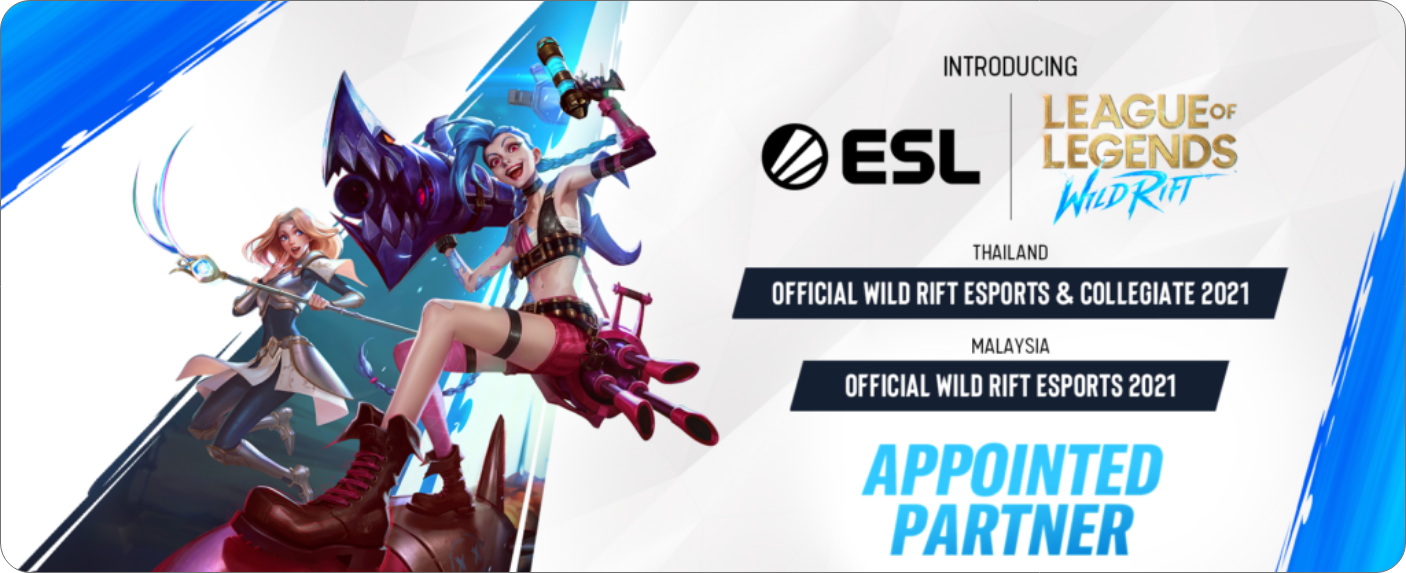 INTRODUCING
ESL
LEAGUE OF
LEGENDS
WILD RIFT
THAILAND
OFFICIAL WILD RIFT ESPORTS & COLLEGIATE 2021
MALAYSIA
OFFICIAL WILD RIFT ESPORTS 2021
APPOINTED
PARTNER